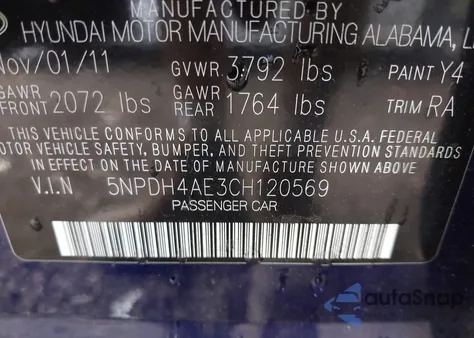 MANUFACTURED BY
HYUNDAI MOTOR MANUFACTURING ALABAMA,
Nov/01/11 GVWR 3792 lbs PAINT Y4
GAWR FRONT 2072 lbs GAWR REAR 1764 lbs TRIM RA
THIS VEHICLE CONFORMS TO ALL APPLICABLE U.S.A. FEDERAL
MOTOR VEHICLE SAFETY, BUMPER, AND THEFT PREVENTION STANDARDS
IN EFFECT ON THE DATE OF MANUFACTURE SHOWN ABOVE.
V.I.N 5NPDH4AE3CH120569
PASSENGER CAR
autoSnap